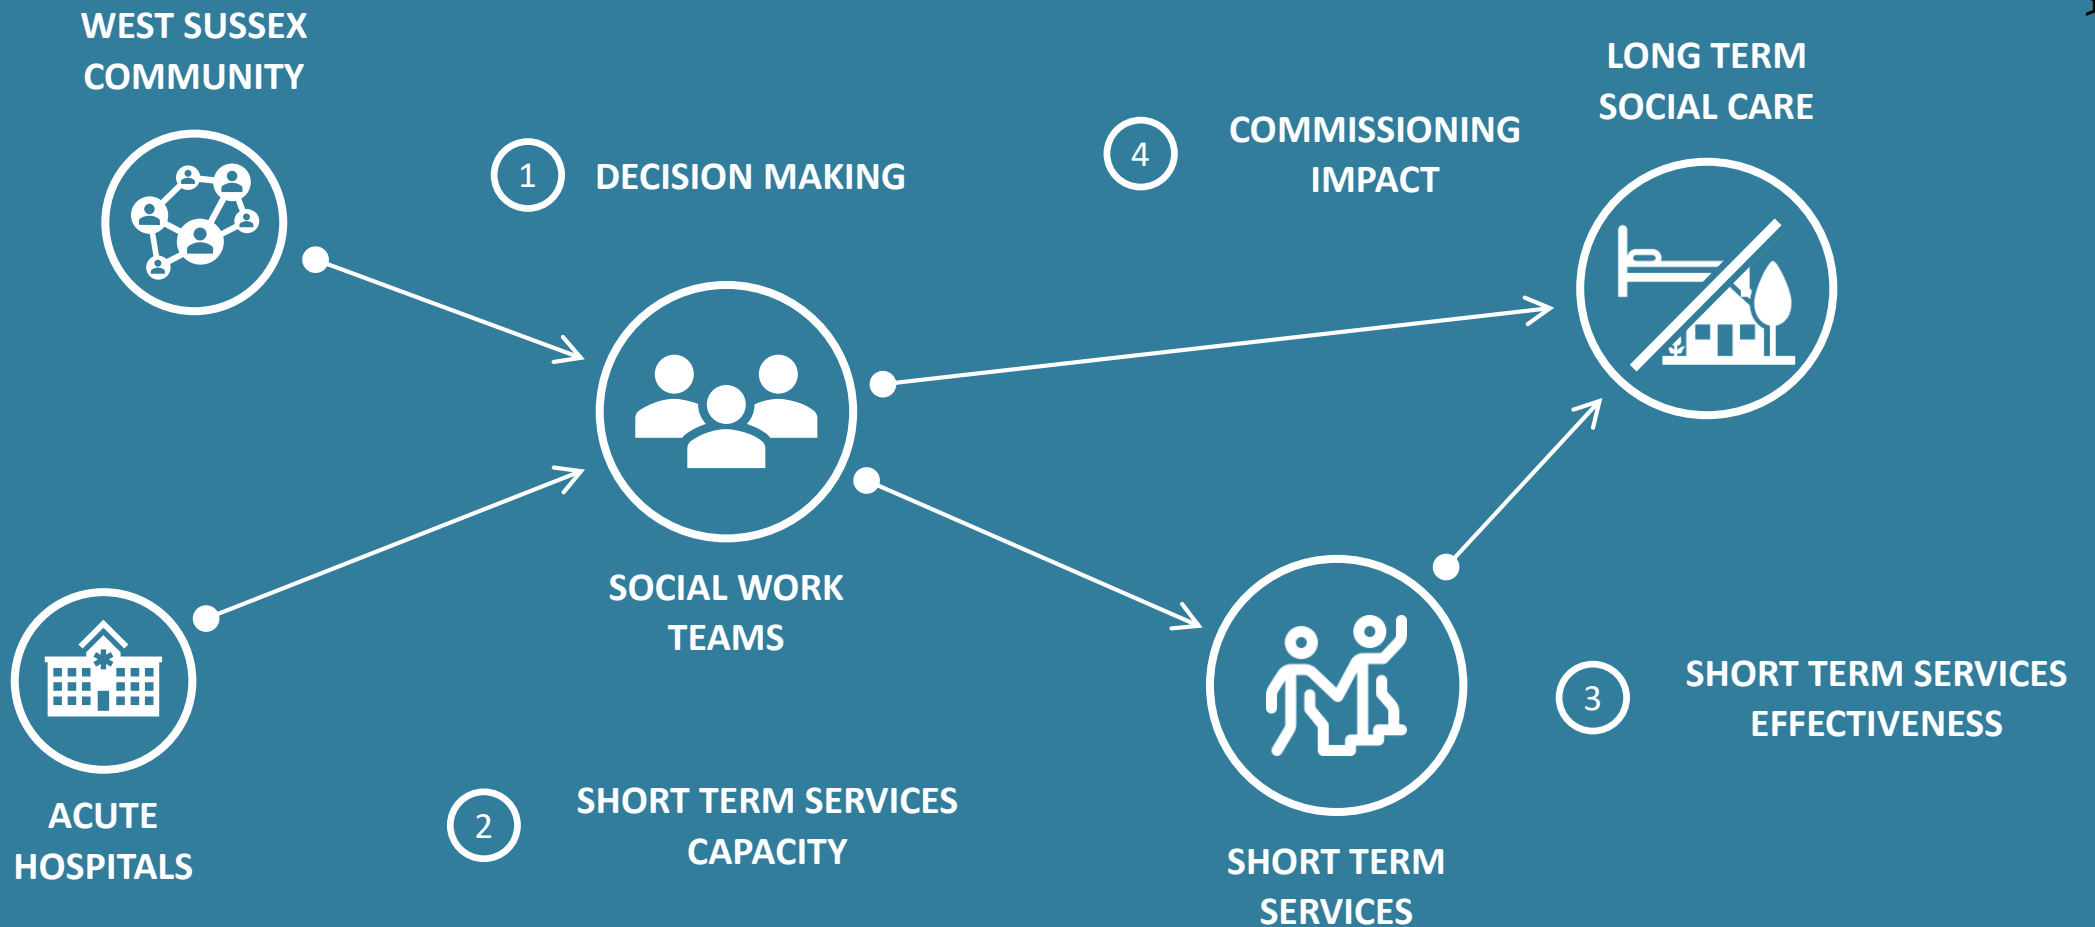 WEST SUSSEX
COMMUNITY
1
DECISION MAKING
4
COMMISSIONING
IMPACT
LONG TERM
SOCIAL CARE
SOCIAL WORK
TEAMS
ACUTE
HOSPITALS
2
SHORT TERM SERVICES
CAPACITY
SHORT TERM
SERVICES
3
SHORT TERM SERVICES
EFFECTIVENESS